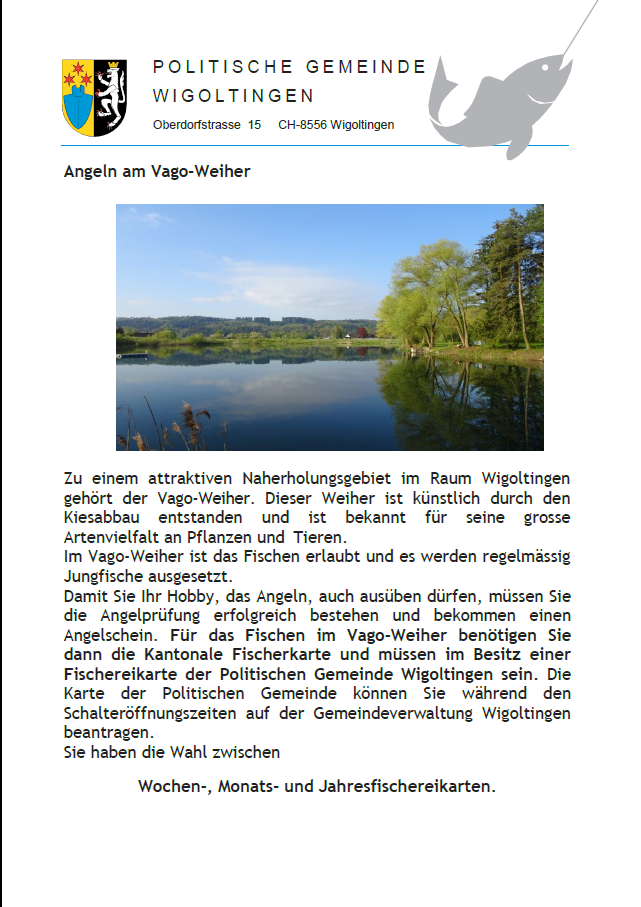 POLITISCHE GEMEINDE
WIGOLTINGEN
Oberdorfstrasse 15 CH-8556 Wigoltingen
Angeln am Vago-Weiher
Zu einem attraktiven Naherholungsgebiet im Raum Wigoltingen
gehört der Vago-Weiher. Dieser Weiher ist künstlich durch den
Kiesabbau entstanden und ist bekannt für seine grosse
Artenvielfalt an Pflanzen und Tieren.
Im Vago-Weiher ist das Fischen erlaubt und es werden regelmässig
Jungfische ausgesetzt.
Damit Sie Ihr Hobby, das Angeln, auch ausüben dürfen, müssen Sie
die Angelprüfung erfolgreich bestehen und bekommen einen
Angelschein. Für das Fischen im Vago-Weiher benötigen Sie
dann die Kantonale Fischerkarte und müssen im Besitz einer
Fischereikarte der Politischen Gemeinde Wigoltingen sein. Die
Karte der Politischen Gemeinde können Sie während den
Schalteröffnungszeiten auf der Gemeindeverwaltung Wigoltingen
beantragen.
Sie haben die Wahl zwischen
Wochen-, Monats- und Jahresfischereikarten.